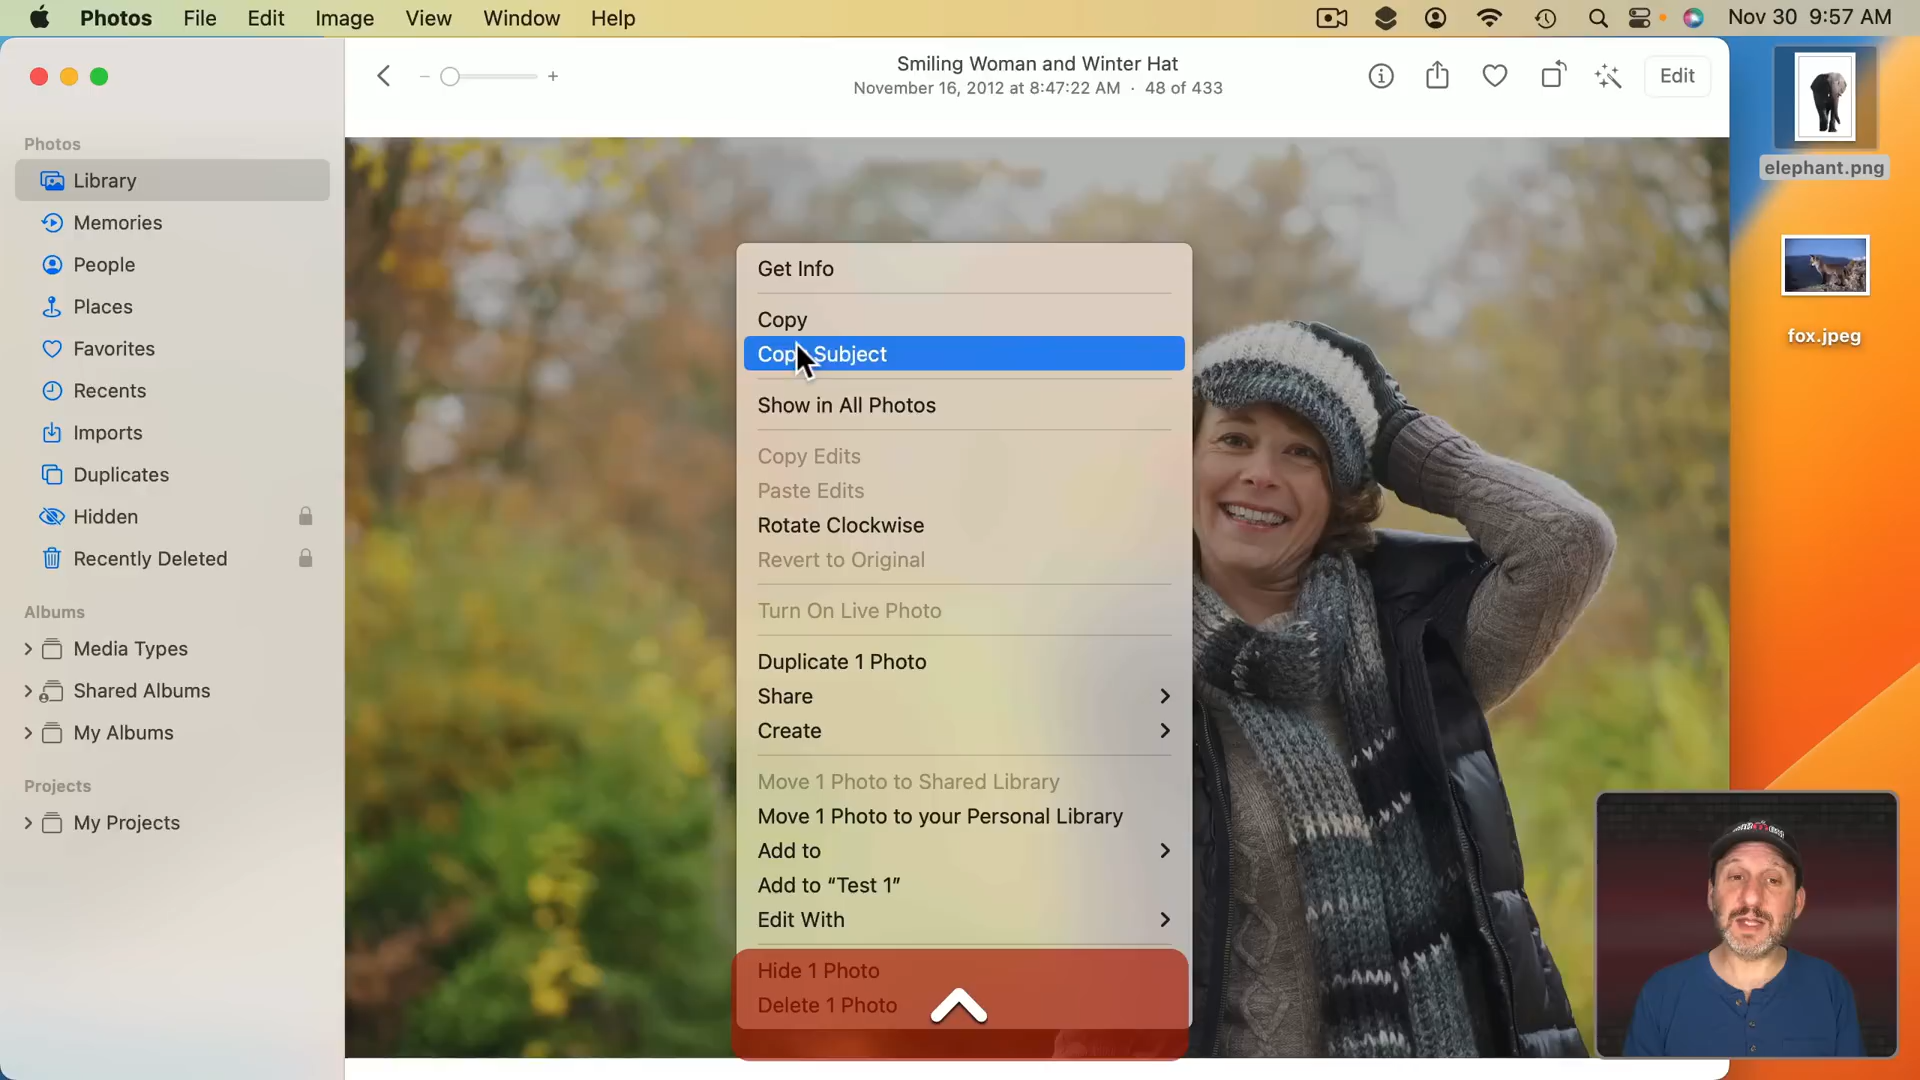 Photos File Edit Image View Window Help
Nov 30 9:57 AM
Smiling Woman and Winter Hat
November 16, 2012 at 8:47:22 AM · 48 of 433
Edit
Photos
Library
Memories
People
Places
Favorites
Recents
Imports
Duplicates
Hidden
Recently Deleted
Albums
Media Types
Shared Albums
My Albums
Projects
My Projects
Get Info
Copy
Copy Subject
Show in All Photos
Copy Edits
Paste Edits
Rotate Clockwise
Revert to Original
Turn On Live Photo
Duplicate 1 Photo
Share
Create
Move 1 Photo to Shared Library
Move 1 Photo to your Personal Library
Add to
Add to “Test 1”
Edit With
Hide 1 Photo
Delete 1 Photo
elephant.png
fox.jpeg